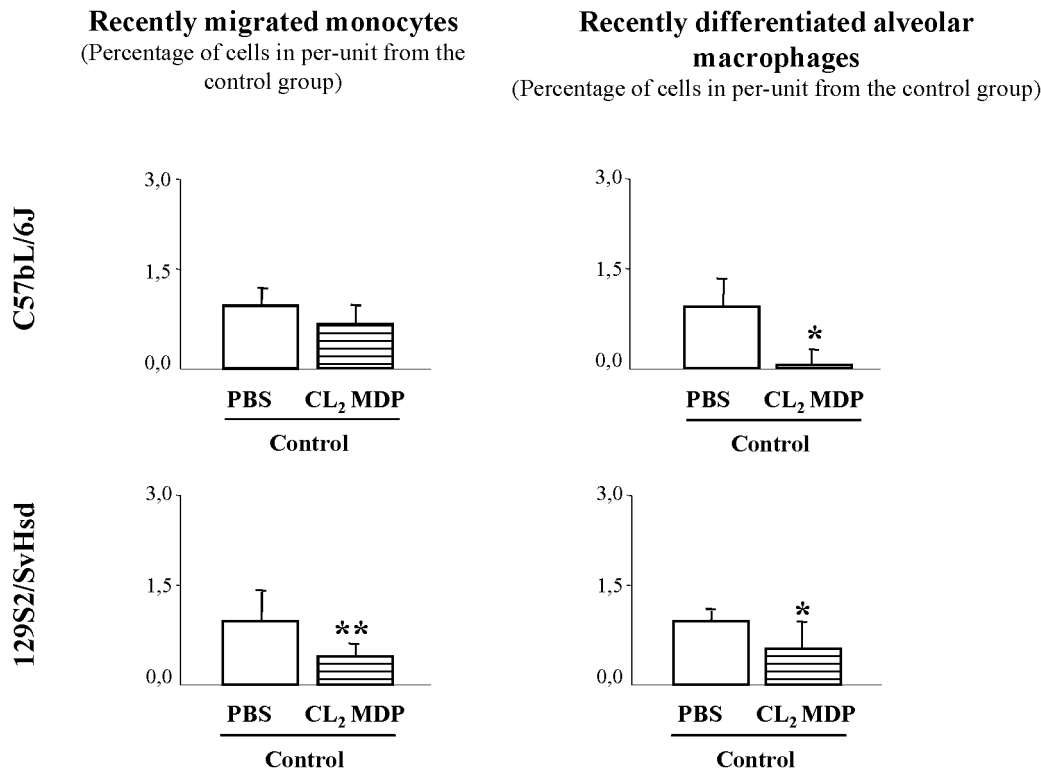 Recently migrated monocytes
(Percentage of cells in per-unit from the
control group)
Recently differentiated alveolar
macrophages
(Percentage of cells in per-unit from the control group)
C57bL/6J
3,0
1,5
0,0
PBS CL₂ MDP
Control
3,0
1,5
0,0
*
PBS CL₂ MDP
Control
129S2/SvHsd
3,0
1,5
0,0
**
PBS CL₂ MDP
Control
3,0
1,5
0,0
*
PBS CL₂ MDP
Control